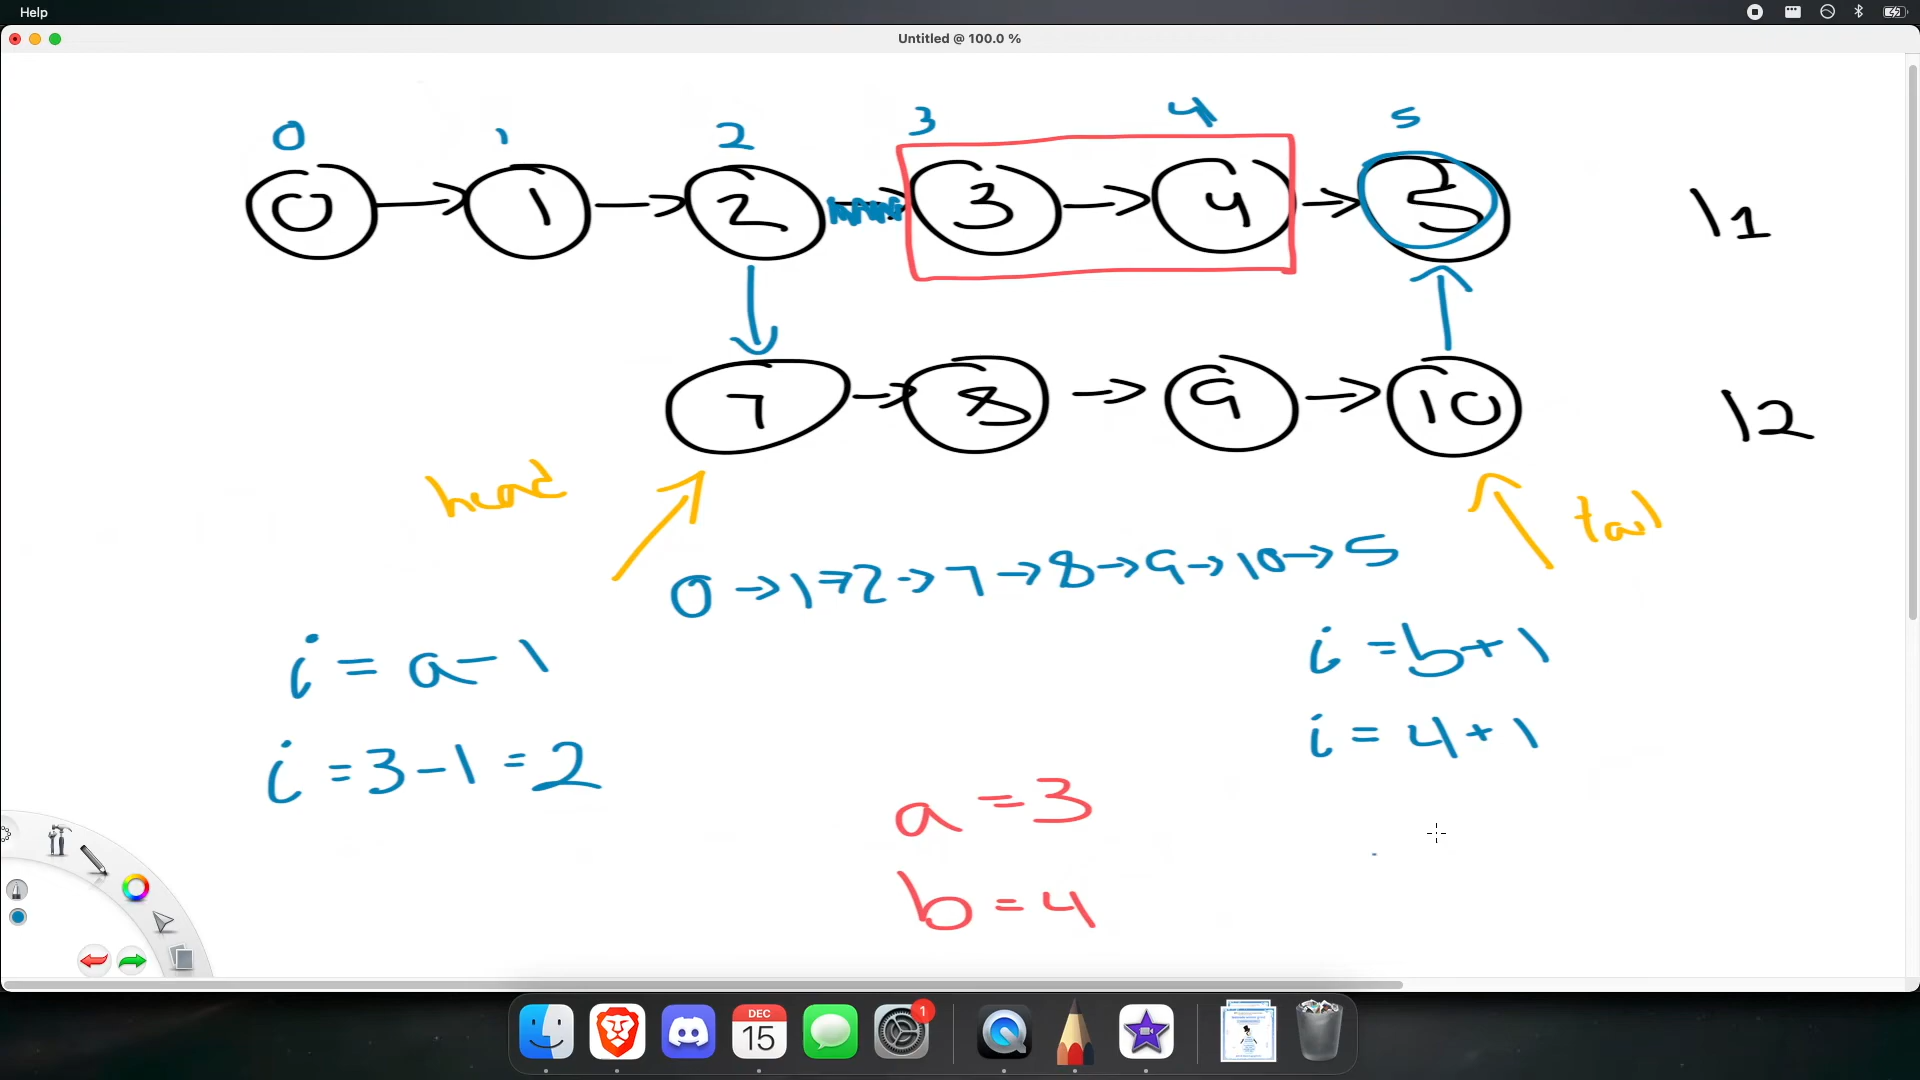 Help
Untitled @ 100.0 %
0 1 2 3 4 5
0 → 1 → 2 → 3 → 4 → 5 l1
7 → 8 → 9 → 10 l2
head tail
0 → 1 → 2 → 7 → 8 → 9 → 10 → 5
i = a - 1 i = b + 1
i = 3 - 1 = 2 i = 4 + 1
a = 3
b = 4
DEC
15
1